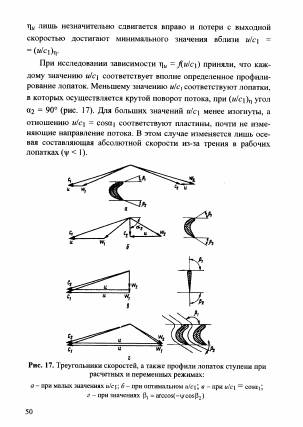 ηᵤ лишь незначительно сдвигается вправо и потери с выходной
скоростью достигают минимального значения вблизи u/c₁ =
= (u/c₁)η.
При исследовании зависимости ηᵤ = f(u/c₁) приняли, что каж-
дому значению u/c₁ соответствует вполне определенное профили-
рование лопаток. Меньшему значению u/c₁ соответствуют лопатки,
в которых осуществляется крутой поворот потока, при (u/c₁)η угол
α₂ = 90° (рис. 17). Для больших значений u/c₁ менее изогнуты, а
отношению u/c₁ = cosα₁ соответствуют пластины, почти не изме-
няющие направление потока. В этом случае изменяется лишь осе-
вая составляющая абсолютной скорости из-за трения в рабочих
лопатках (ψ < 1).
а
б
в
г
Рис. 17. Треугольники скоростей, а также профили лопаток ступени при
расчетных и переменных режимах:
а – при малых значениях u/c₁; б – при оптимальном u/c₁; в – при u/c₁ = cosα₁;
г – при значениях β₁ = arccos(−ψcosβ₂)
50